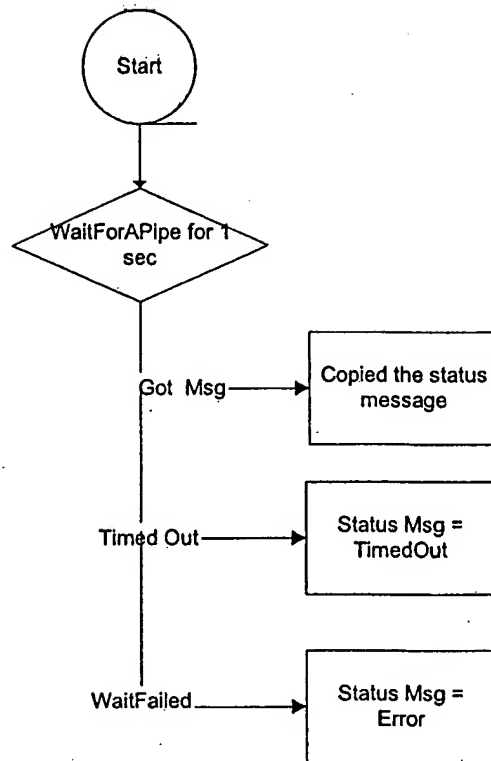 Start
WaitForAPipe for 1
sec
Got Msg
Copied the status
message
Timed Out
Status Msg =
TimedOut
WaitFailed
Status Msg =
Error